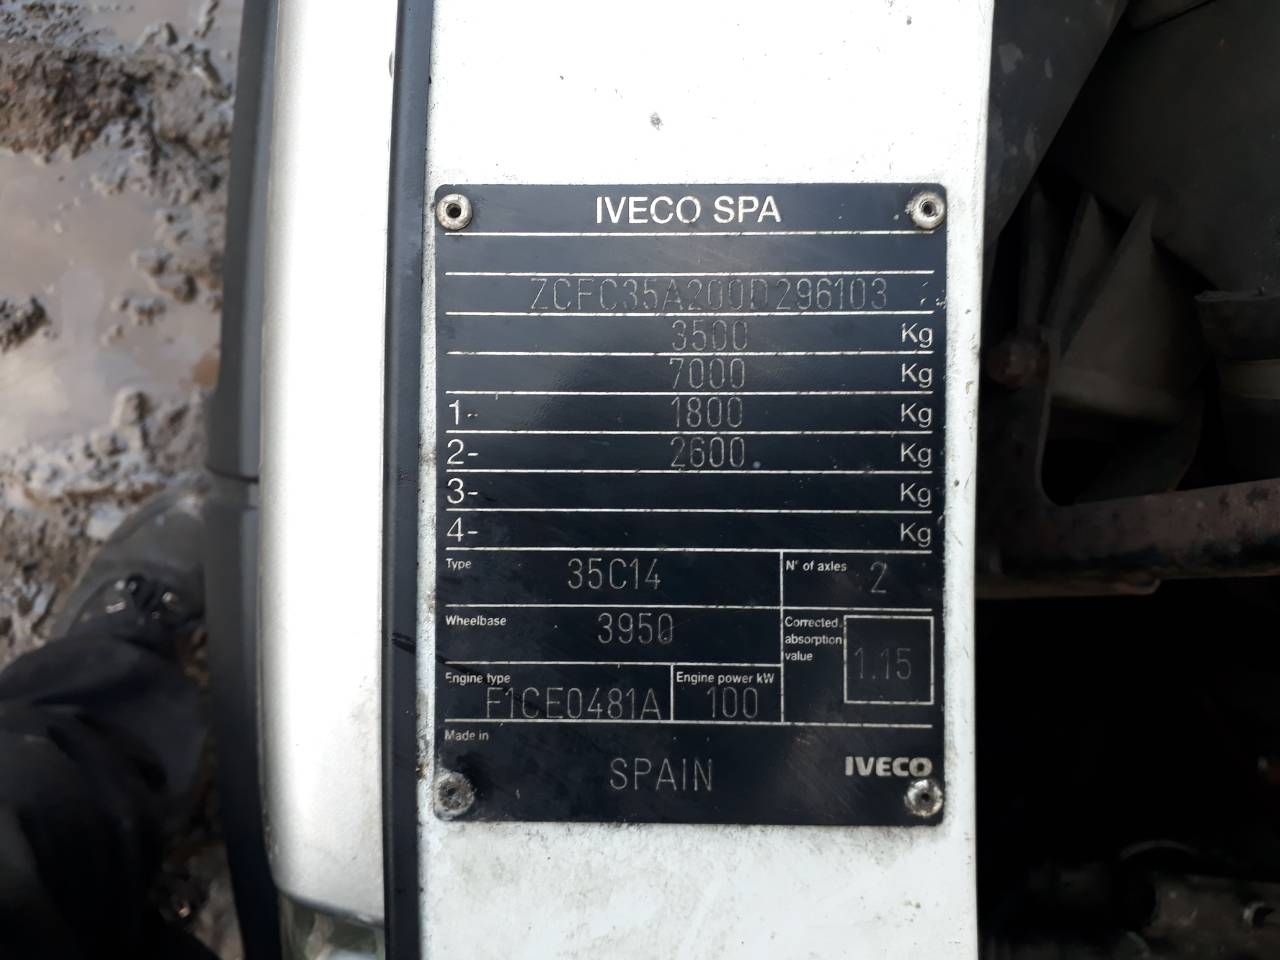 IVECO SPA
ZCFC35A200D296103
3500 Kg
7000 Kg
1- 1800 Kg
2- 2600 Kg
3- Kg
4- Kg
Type 35C14 N° of axles 2
Wheelbase 3950 Corrected absorption value 1.15
Engine type F1CE0481A Engine power kW 100
Made in SPAIN IVECO